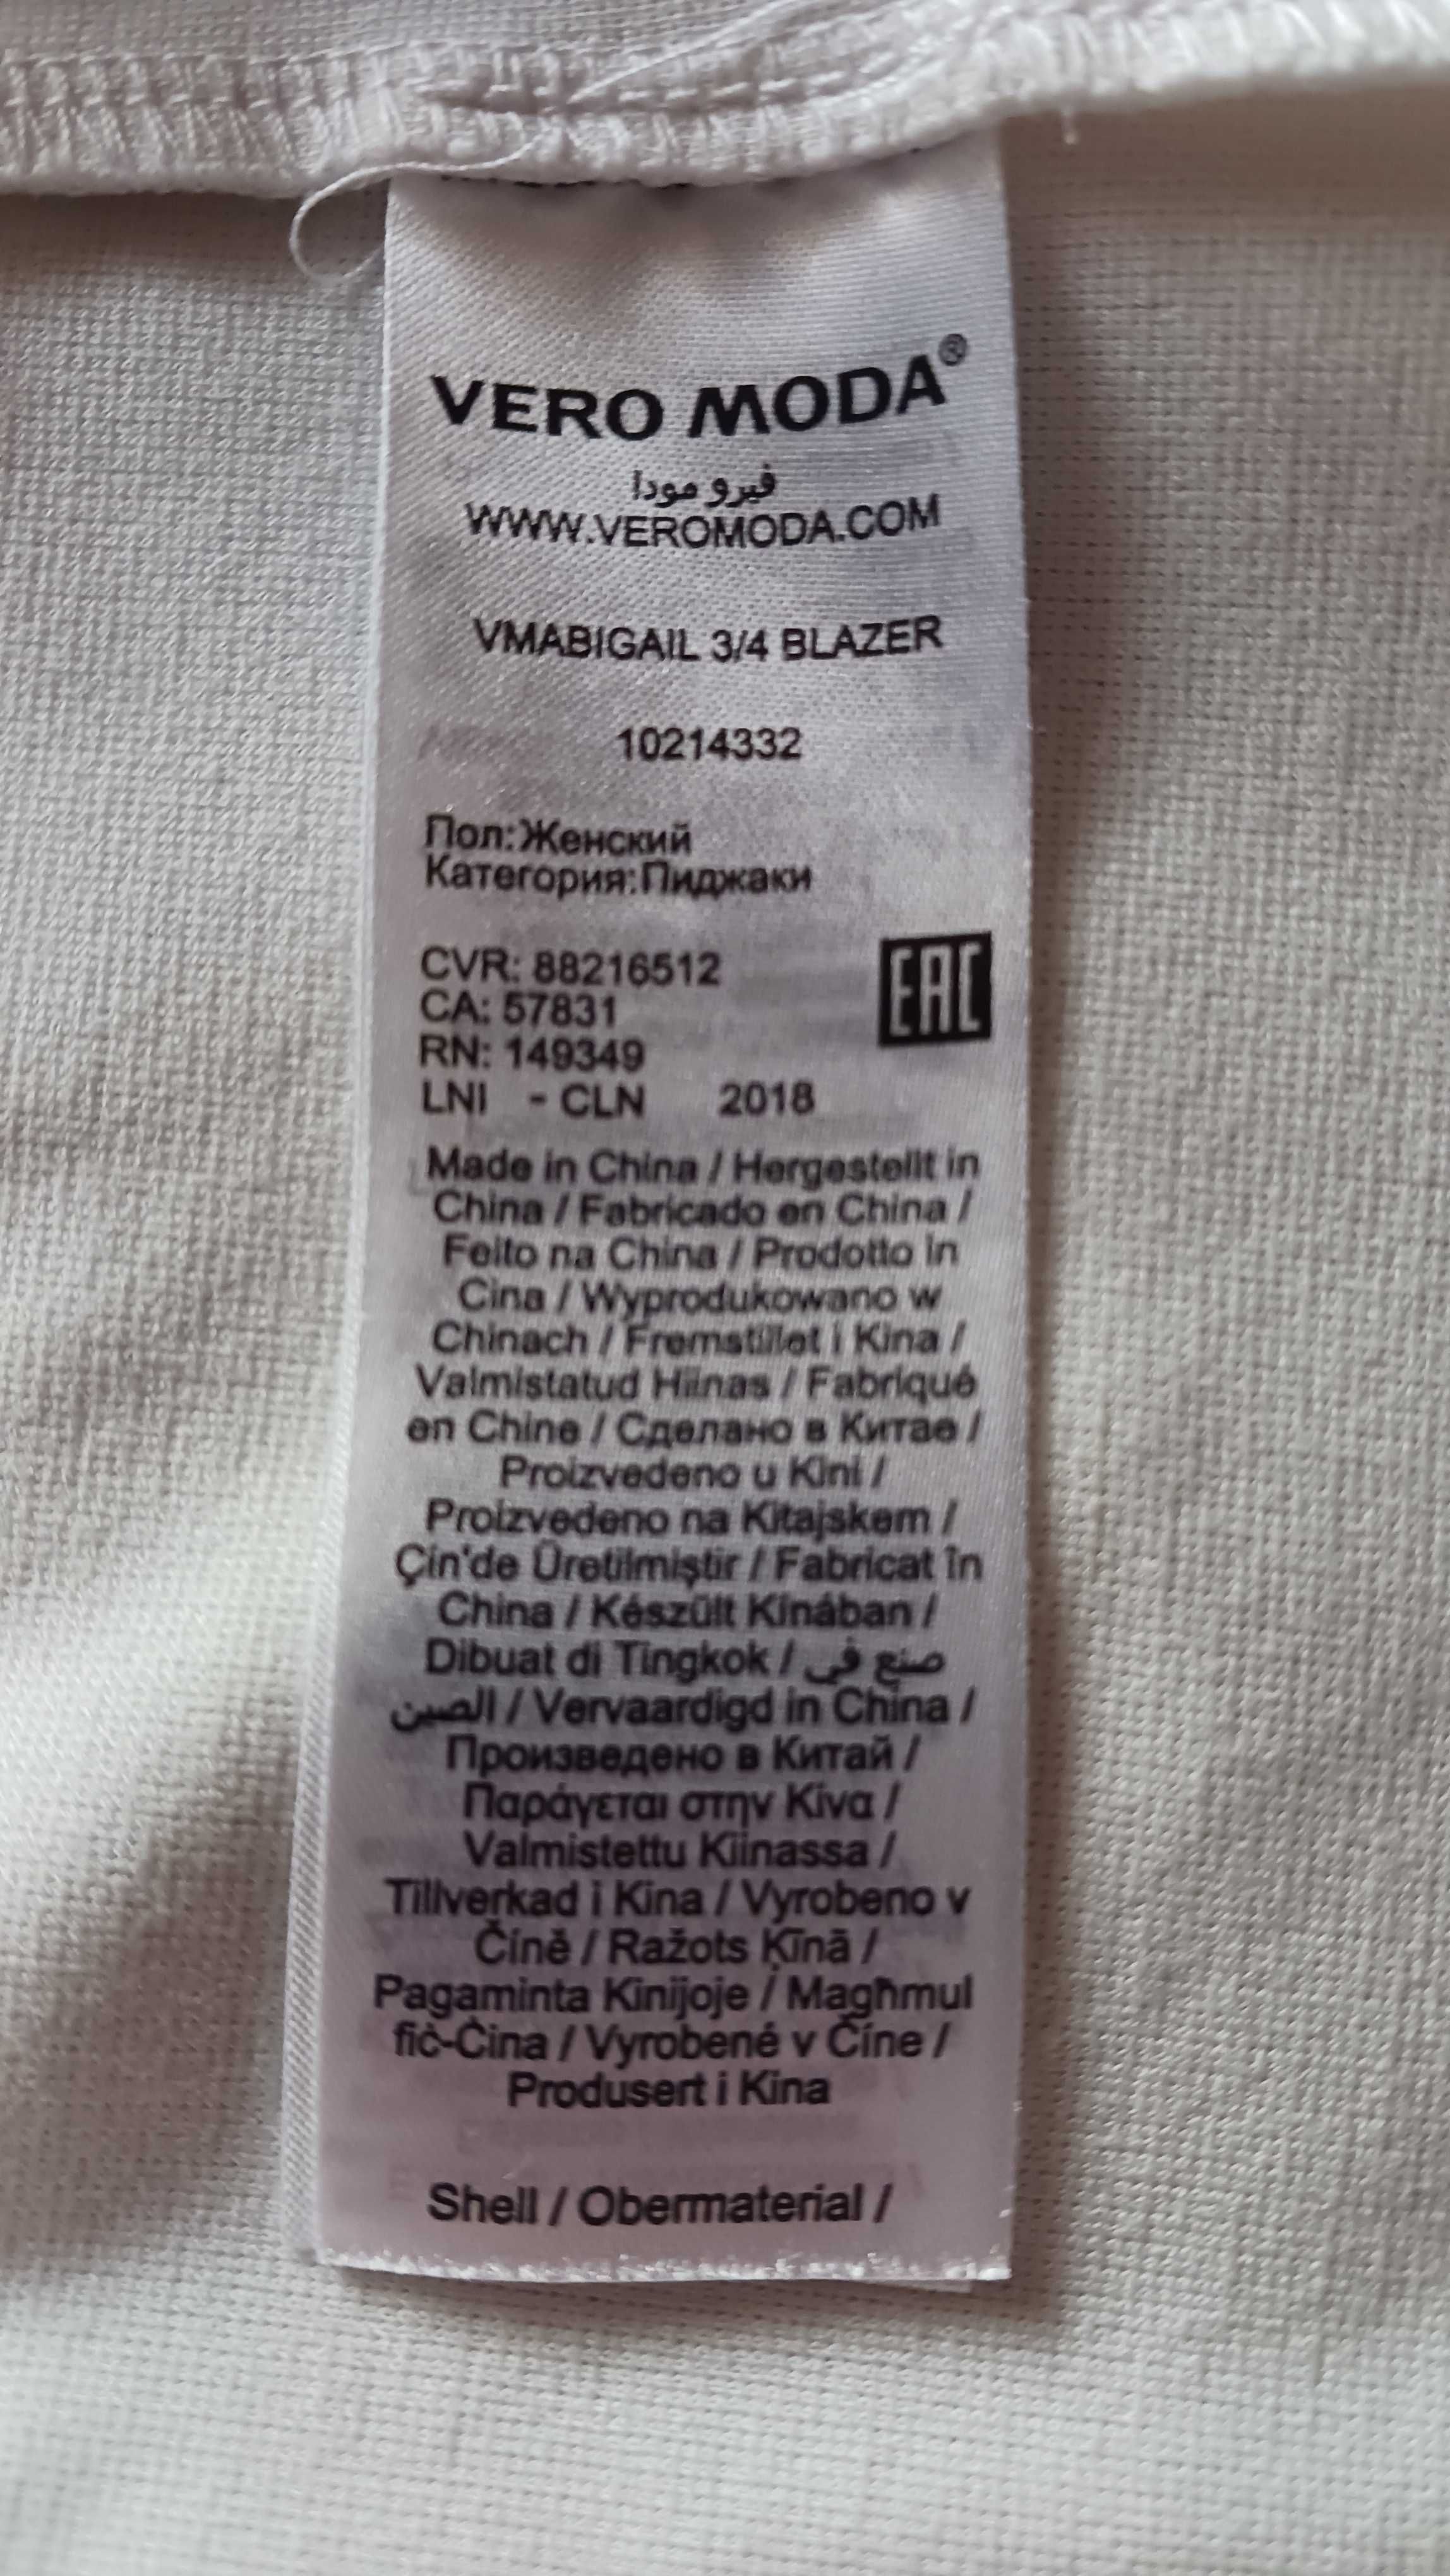 VERO MODA®
فيرو مودا
WWW.VEROMODA.COM
VMABIGAIL 3/4 BLAZER
10214332
Пол:Женский
Категория:Пиджаки
CVR: 88216512
CA: 57831
RN: 149349
EAC
LNI - CLN 2018
Made in China / Hergestellt in
China / Fabricado en China /
Feito na China / Prodotto in
Cina / Wyprodukowano w
Chinach / Fremstillet i Kina /
Valmistatud Hiinas / Fabriqué
en Chine / Сделано в Китае /
Proizvedeno u Kini /
Proizvedeno na Kitajskem /
Çin'de Üretilmiştir / Fabricat în
China / Készült Kínában /
Dibuat di Tingkok / صنع في
الصين / Vervaardigd in China /
Произведено в Китай /
Παράγεται στην Κίνα /
Valmistettu Kiinassa /
Tillverkad i Kina / Vyrobeno v
Číně / Ražots Ķīnā /
Pagaminta Kinijoje / Magħmul
fiċ-Ċina / Vyrobené v Číne /
Produsert i Kina
Shell / Obermaterial /